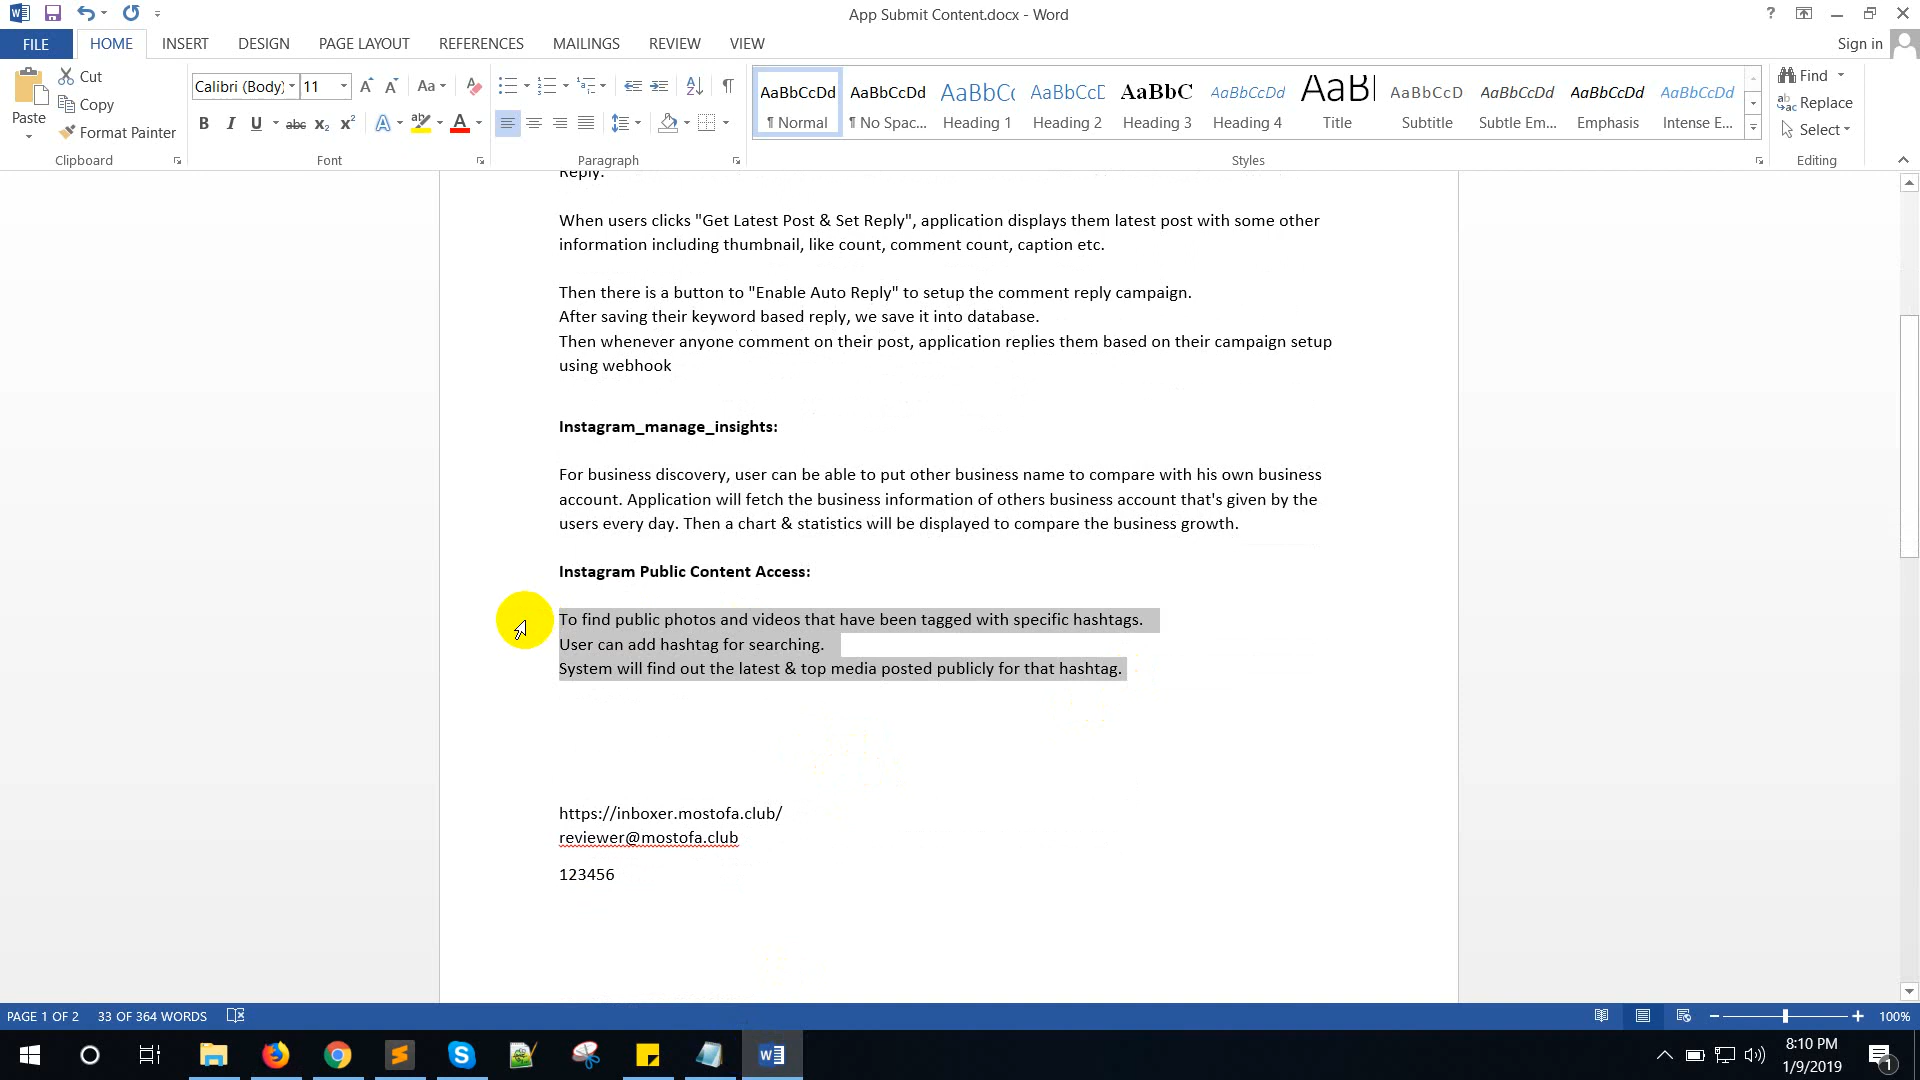 App Submit Content.docx - Word
?
FILE HOME INSERT DESIGN PAGE LAYOUT REFERENCES MAILINGS REVIEW VIEW Sign in
Paste
Cut
Copy
Format Painter
Calibri (Body) 11
Aa
B I U abc x₂ x² A A
AaBbCcDd AaBbCcDd AaBbCc AaBbCcE AaBbC AaBbCcDd AaB AaBbCcD AaBbCcDd AaBbCcDd AaBbCcDd
¶ Normal ¶ No Spac... Heading 1 Heading 2 Heading 3 Heading 4 Title Subtitle Subtle Em... Emphasis Intense E...
Find
Replace
Select
Clipboard Font Paragraph Styles Editing
Reply.
When users clicks "Get Latest Post & Set Reply", application displays them latest post with some other
information including thumbnail, like count, comment count, caption etc.
Then there is a button to "Enable Auto Reply" to setup the comment reply campaign.
After saving their keyword based reply, we save it into database.
Then whenever anyone comment on their post, application replies them based on their campaign setup
using webhook
Instagram_manage_insights:
For business discovery, user can be able to put other business name to compare with his own business
account. Application will fetch the business information of others business account that's given by the
users every day. Then a chart & statistics will be displayed to compare the business growth.
Instagram Public Content Access:
To find public photos and videos that have been tagged with specific hashtags.
User can add hashtag for searching.
System will find out the latest & top media posted publicly for that hashtag.
https://inboxer.mostofa.club/
reviewer@mostofa.club
123456
PAGE 1 OF 2 33 OF 364 WORDS 100%
8:10 PM
1/9/2019
1